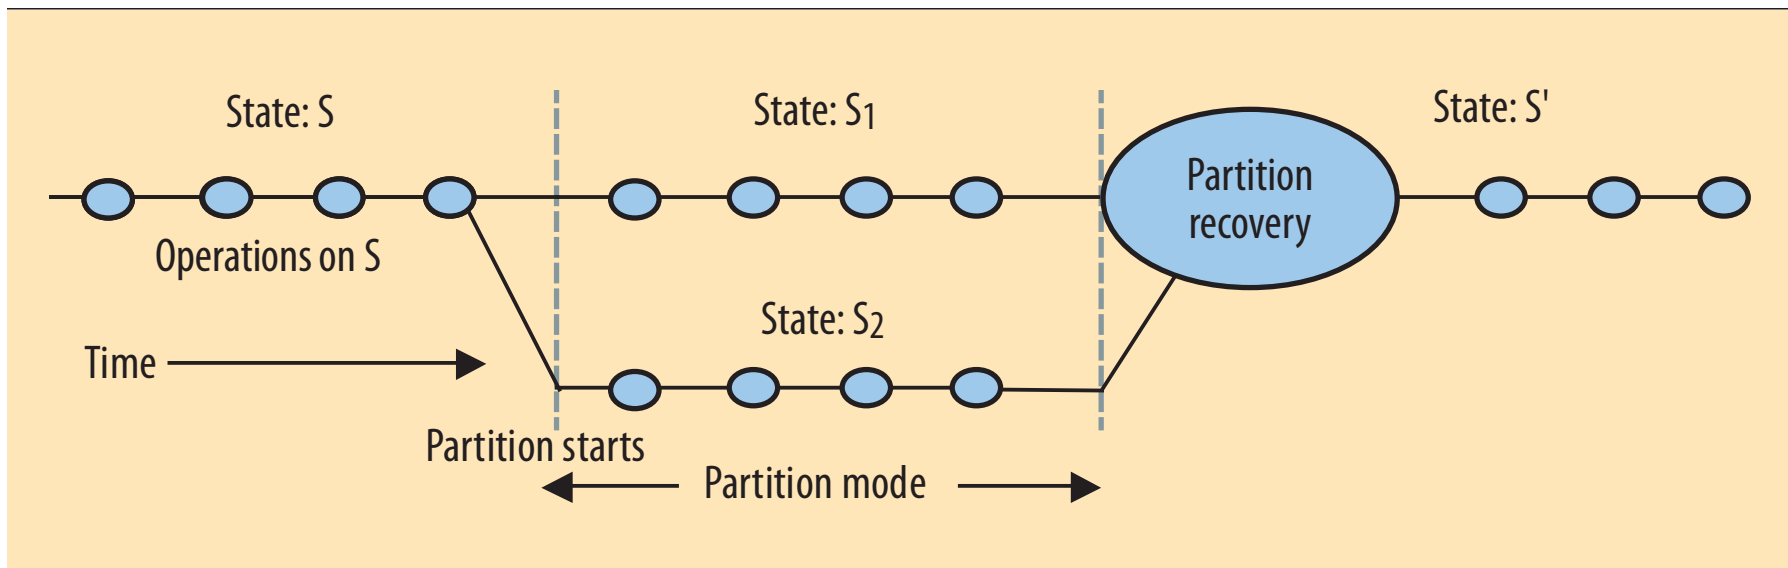 State: S
State: S1
State: S'
Partition
recovery
Operations on S
State: S2
Time
Partition starts
Partition mode